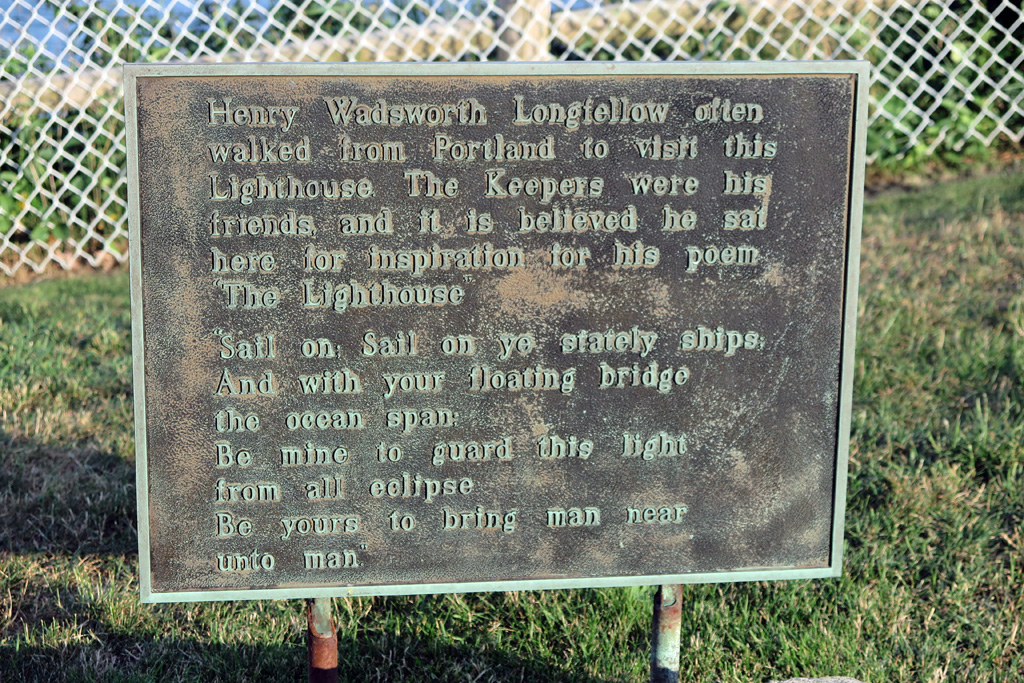 Henry Wadsworth Longfellow often
walked from Portland to visit this
Lighthouse. The Keepers were his
friends, and it is believed he sat
here for inspiration for his poem
"The Lighthouse"
"Sail on; Sail on ye stately ships;
And with your floating bridge
the ocean span;
Be mine to guard this light
from all eclipse
Be yours to bring man near
unto man."